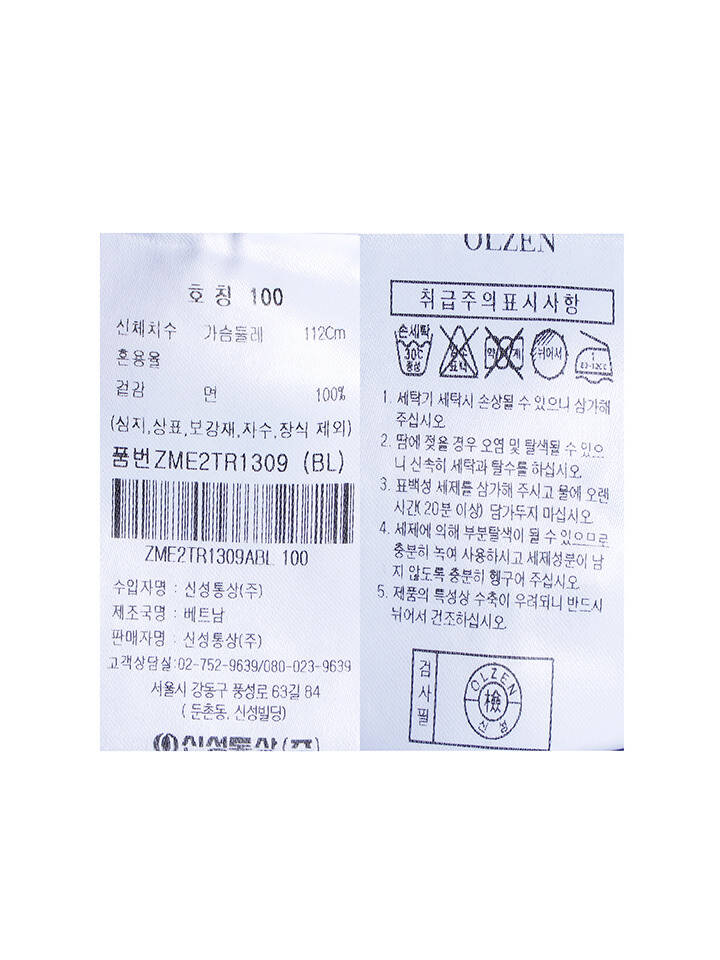 호칭 100
신체치수 가슴둘레 112Cm
혼용율
겉감 면 100%
(심지,상표,보강재,자수,장식 제외)
품번ZME2TR1309 (BL)
ZME2TR1309ABL 100
수입자명 : 신성통상(주)
제조국명 : 베트남
판매자명 : 신성통상(주)
고객상담실:02-752-9639/080-023-9639
서울시 강동구 풍성로 63길 84
( 둔촌동, 신성빌딩)
신성통상(주)
OLZEN
취급주의표시사항
손세탁
30℃
중성
표백
뉘어서
1. 세탁기 세탁시 손상될 수 있으니 삼가해
주십시오.
2. 땀에 젖을 경우 오염 및 탈색될 수 있으
니 신속히 세탁과 탈수를 하십시오.
3. 표백성 세제를 삼가해 주시고 물에 오랜
시간( 20분 이상) 담가두지 마십시오.
4. 세제에 의해 부분탈색이 될 수 있으므로
충분히 녹여 사용하시고 세제성분이 남
지 않도록 충분히 헹구어 주십시오.
5. 제품의 특성상 수축이 우려되니 반드시
뉘어서 건조하십시오.
검사필
OLZEN
檢
신성